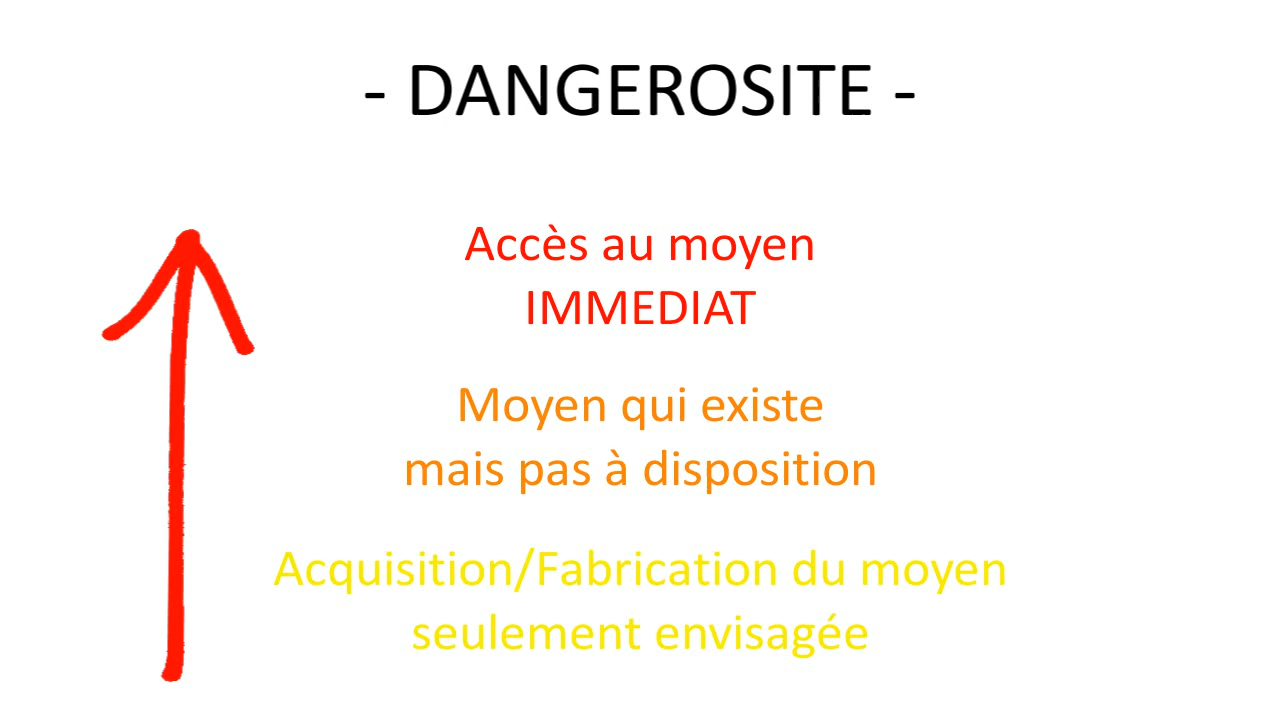 - DANGEROSITE -
Accès au moyen
IMMEDIAT
Moyen qui existe
mais pas à disposition
Acquisition/Fabrication du moyen
seulement envisagée